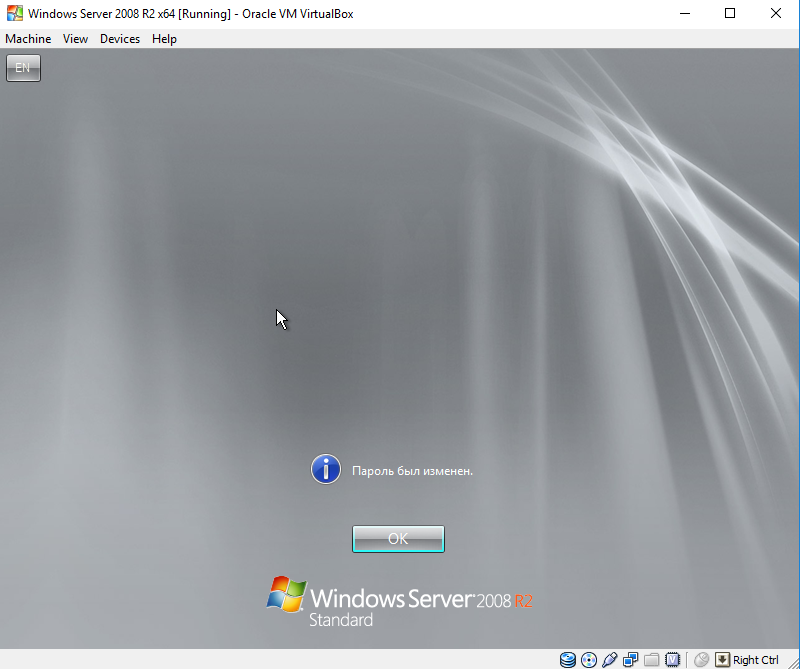 Windows Server 2008 R2 x64 [Running] - Oracle VM VirtualBox
Machine View Devices Help
EN
Пароль был изменен.
OK
Windows Server 2008 R2
Standard
Right Ctrl